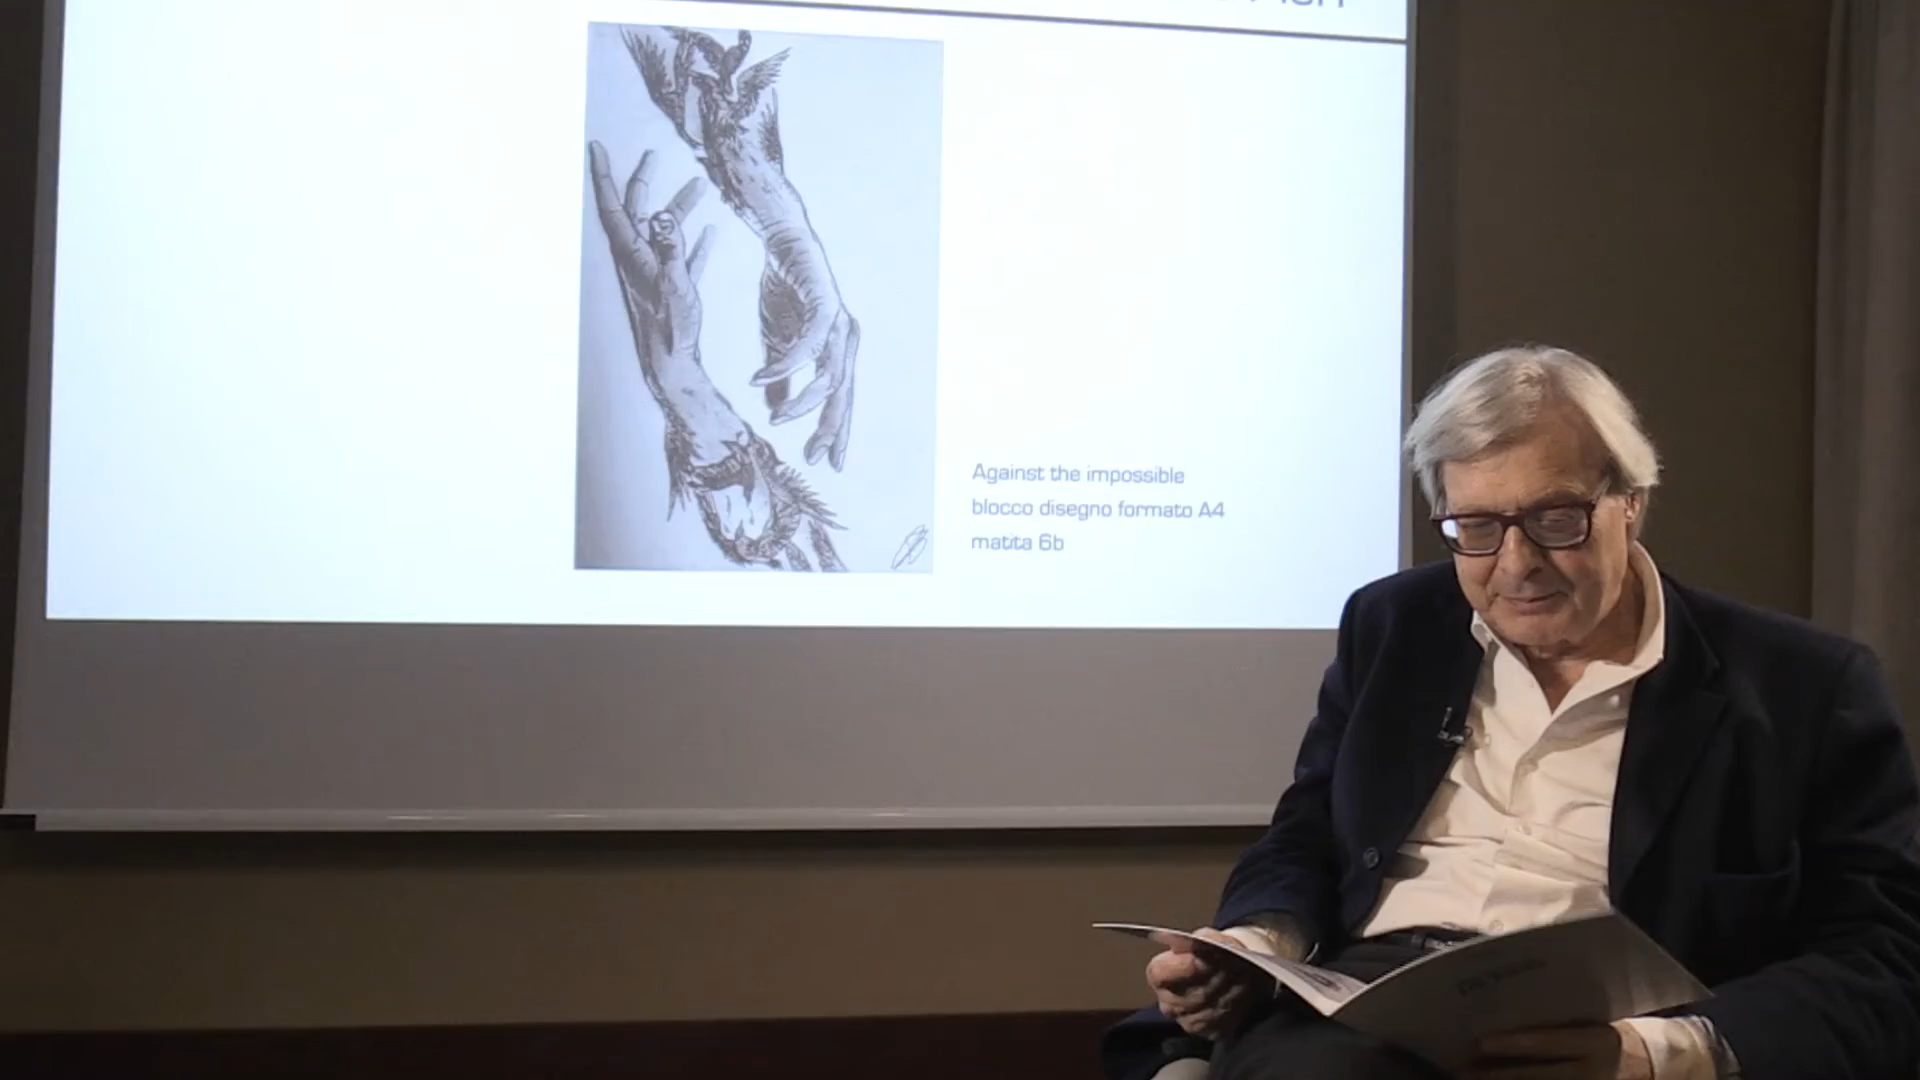 Against the impossible
blocco disegno formato A4
matita 6b